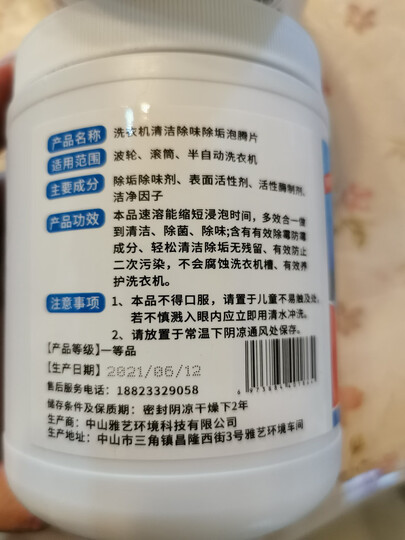 产品名称 洗衣机清洁除味除垢泡腾片
适用范围 波轮、滚筒、半自动洗衣机
主要成分 除垢除味剂、表面活性剂、活性酶制剂、
洁净因子
产品功效 本品速溶能缩短浸泡时间,多效合一使
到清洁、除菌、除味;含有有效除霉防霉
成分、轻松清洁除垢无残留、有效防止
二次污染,不会腐蚀洗衣机槽、有效养
护洗衣机。
注意事项 1、本品不得口服,请置于儿童不易触及处,
若不慎溅入眼内应立即用清水冲洗。
2、请放置于常温下阴凉通风处保存。
【产品等级】一等品
【生产日期】2021/06/12
售后服务电话:18823329058
储存条件及保质期:密封阴凉干燥下2年
生产商:中山雅艺环境科技有限公司
生产地址:中山市三角镇昌隆西街3号雅艺环境车间